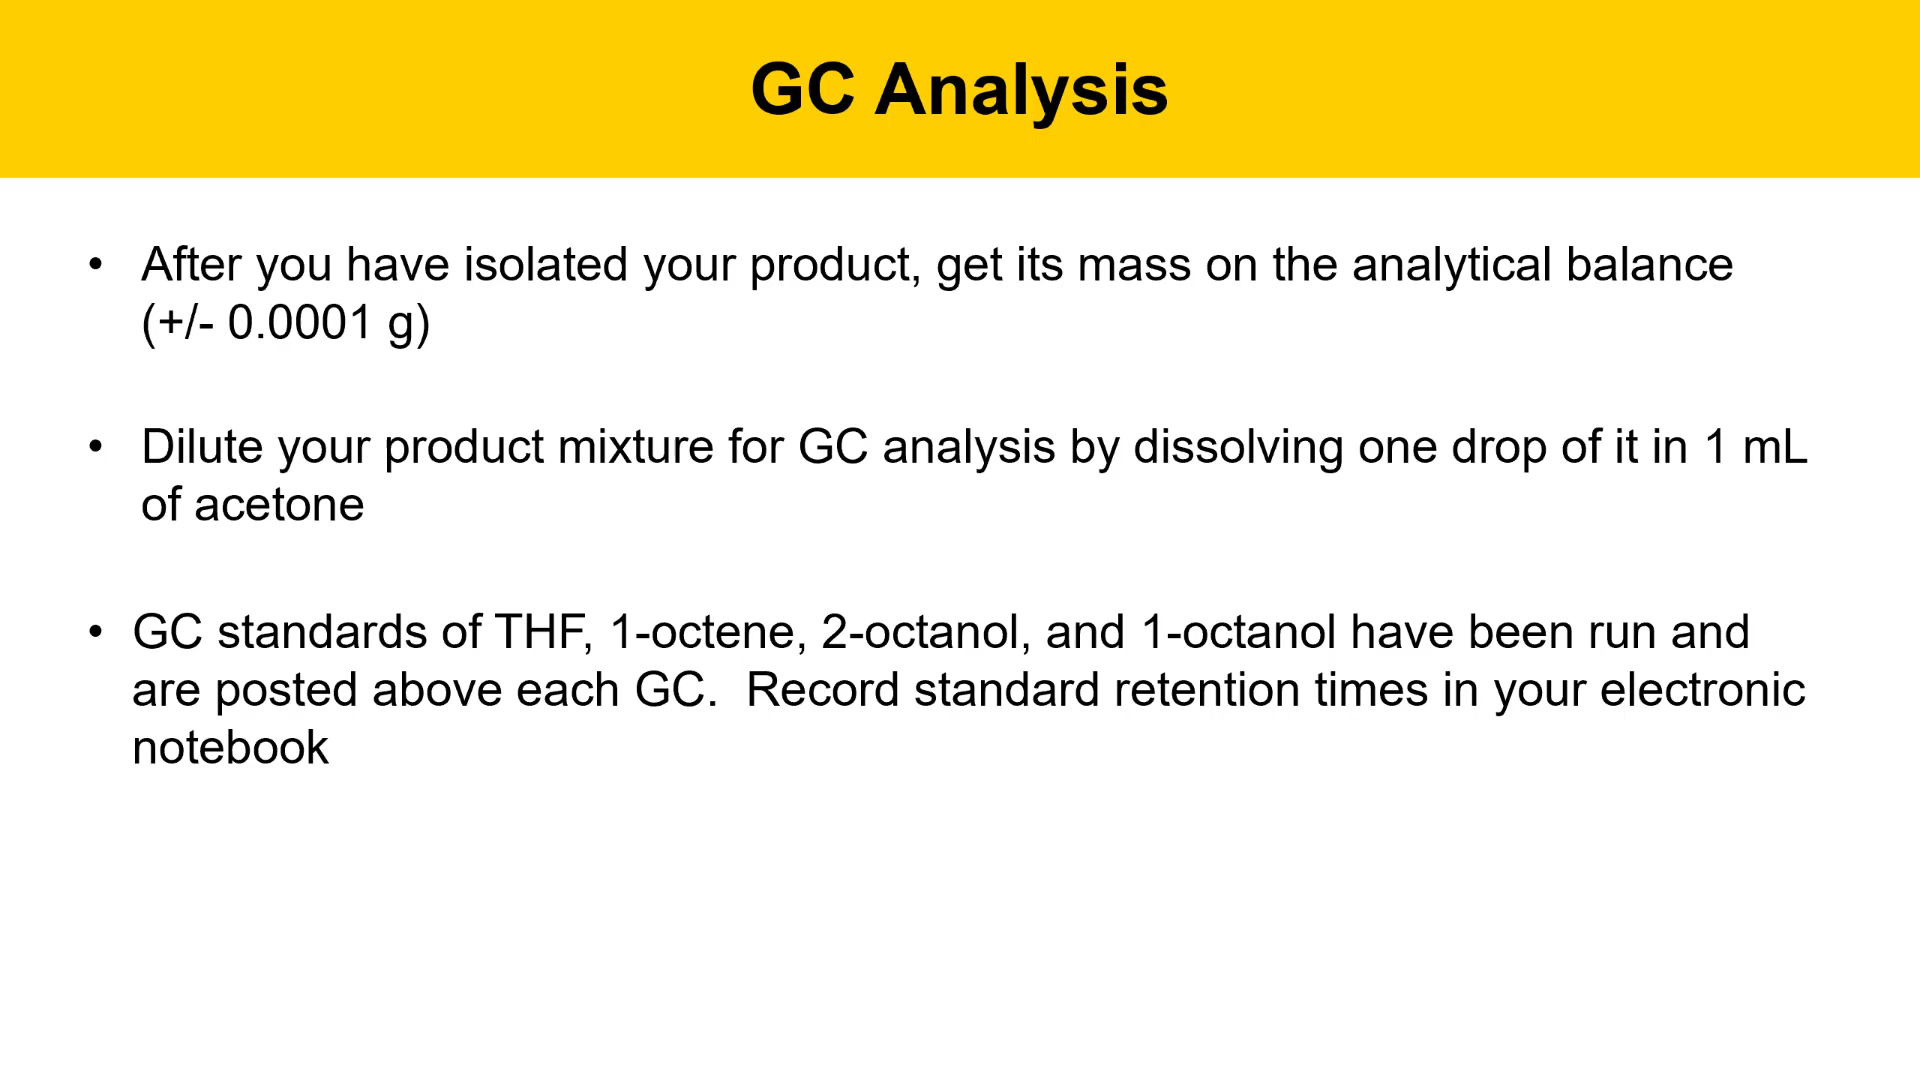 GC Analysis
• After you have isolated your product, get its mass on the analytical balance
(+/- 0.0001 g)
• Dilute your product mixture for GC analysis by dissolving one drop of it in 1 mL
of acetone
• GC standards of THF, 1-octene, 2-octanol, and 1-octanol have been run and
are posted above each GC.  Record standard retention times in your electronic
notebook